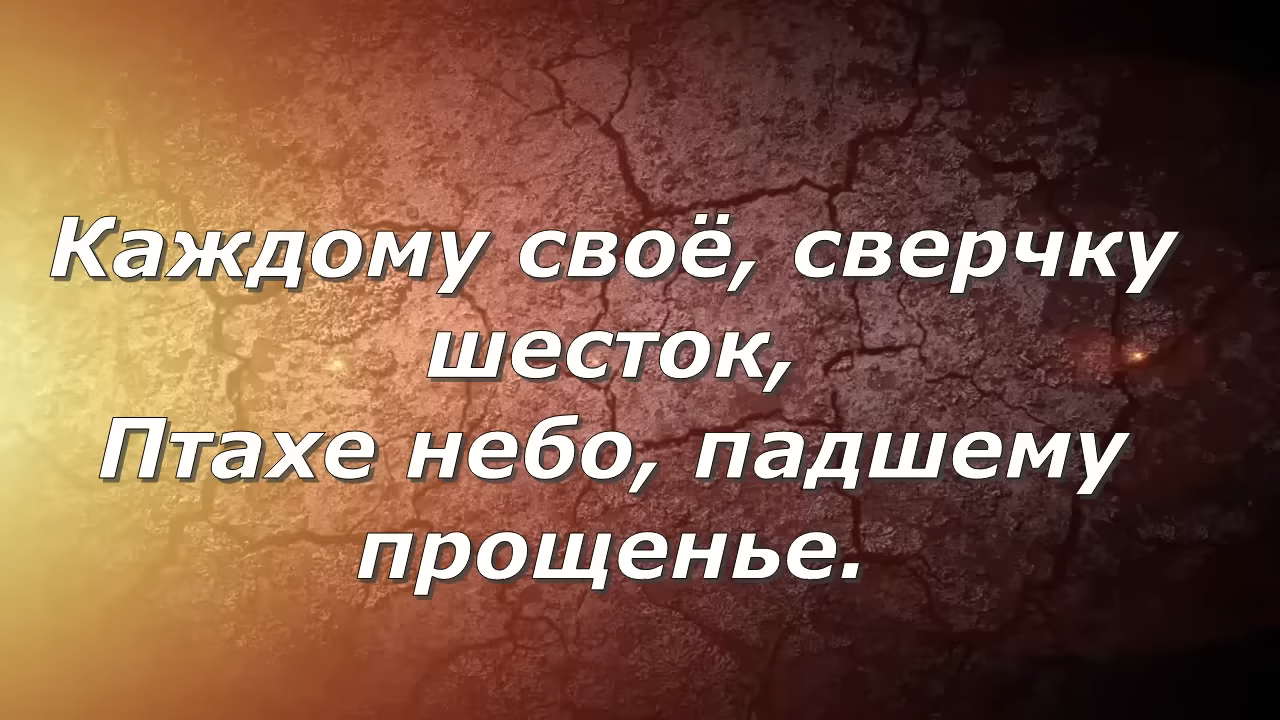 Каждому своё, сверчку
шесток,
Птахе небо, падшему
прощенье.